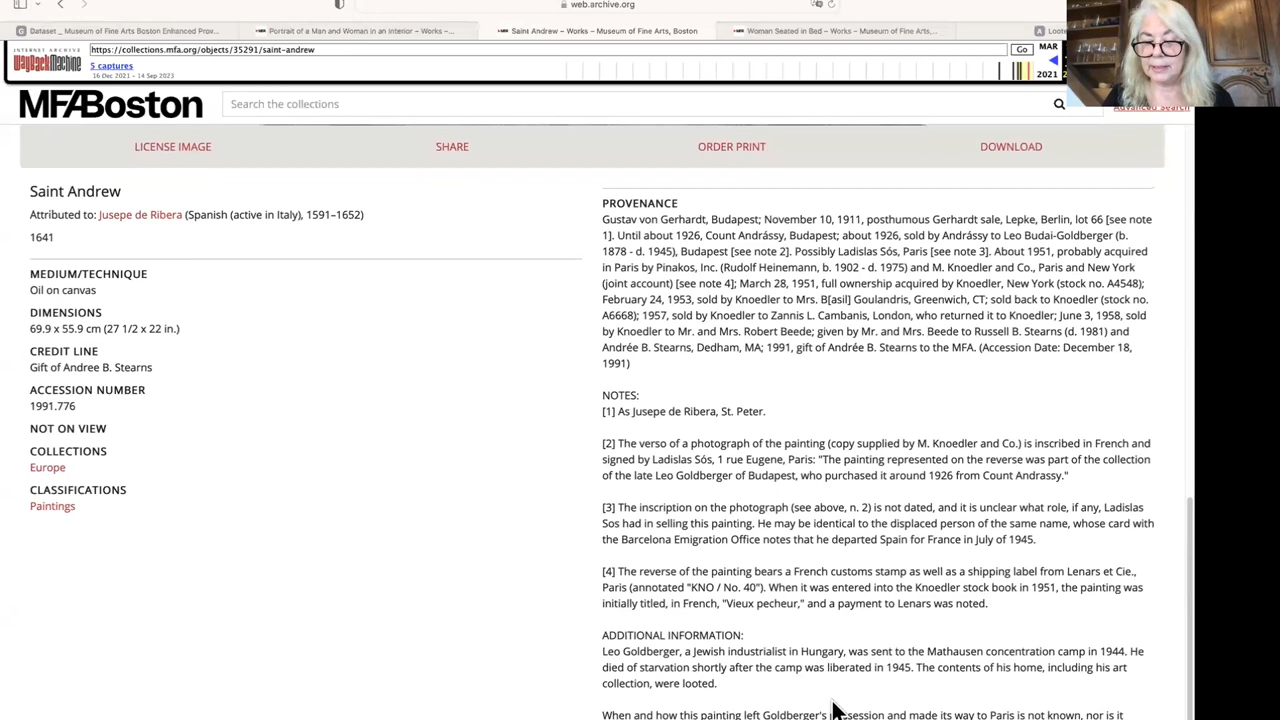 web.archive.org
Dataset _ Museum of Fine Arts Boston Enhanced Prov...
Portrait of a Man and Woman in an Interior – Works –...
Saint Andrew – Works – Museum of Fine Arts, Boston
Woman Seated in Bed – Works – Museum of Fine Arts,...
INTERNET ARCHIVE
WayBackMachine
https://collections.mfa.org/objects/35291/saint-andrew
Go
MAR
5 captures
16 Dec 2021 – 14 Sep 2023
2021
MFABoston
Search the collections
Advanced Search
LICENSE IMAGE
SHARE
ORDER PRINT
DOWNLOAD
Saint Andrew
Attributed to: Jusepe de Ribera (Spanish (active in Italy), 1591–1652)
1641
MEDIUM/TECHNIQUE
Oil on canvas
DIMENSIONS
69.9 x 55.9 cm (27 1/2 x 22 in.)
CREDIT LINE
Gift of Andree B. Stearns
ACCESSION NUMBER
1991.776
NOT ON VIEW
COLLECTIONS
Europe
CLASSIFICATIONS
Paintings
PROVENANCE
Gustav von Gerhardt, Budapest; November 10, 1911, posthumous Gerhardt sale, Lepke, Berlin, lot 66 [see note
1]. Until about 1926, Count Andrássy, Budapest; about 1926, sold by Andrássy to Leo Budai-Goldberger (b.
1878 - d. 1945), Budapest [see note 2]. Possibly Ladislas Sós, Paris [see note 3]. About 1951, probably acquired
in Paris by Pinakos, Inc. (Rudolf Heinemann, b. 1902 - d. 1975) and M. Knoedler and Co., Paris and New York
(joint account) [see note 4]; March 28, 1951, full ownership acquired by Knoedler, New York (stock no. A4548);
February 24, 1953, sold by Knoedler to Mrs. B[asil] Goulandris, Greenwich, CT; sold back to Knoedler (stock no.
A6668); 1957, sold by Knoedler to Zannis L. Cambanis, London, who returned it to Knoedler; June 3, 1958, sold
by Knoedler to Mr. and Mrs. Robert Beede; given by Mr. and Mrs. Beede to Russell B. Stearns (d. 1981) and
Andrée B. Stearns, Dedham, MA; 1991, gift of Andrée B. Stearns to the MFA. (Accession Date: December 18,
1991)
NOTES:
[1] As Jusepe de Ribera, St. Peter.
[2] The verso of a photograph of the painting (copy supplied by M. Knoedler and Co.) is inscribed in French and
signed by Ladislas Sós, 1 rue Eugene, Paris: "The painting represented on the reverse was part of the collection
of the late Leo Goldberger of Budapest, who purchased it around 1926 from Count Andrassy."
[3] The inscription on the photograph (see above, n. 2) is not dated, and it is unclear what role, if any, Ladislas
Sos had in selling this painting. He may be identical to the displaced person of the same name, whose card with
the Barcelona Emigration Office notes that he departed Spain for France in July of 1945.
[4] The reverse of the painting bears a French customs stamp as well as a shipping label from Lenars et Cie.,
Paris (annotated "KNO / No. 40"). When it was entered into the Knoedler stock book in 1951, the painting was
initially titled, in French, "Vieux pecheur," and a payment to Lenars was noted.
ADDITIONAL INFORMATION:
Leo Goldberger, a Jewish industrialist in Hungary, was sent to the Mathausen concentration camp in 1944. He
died of starvation shortly after the camp was liberated in 1945. The contents of his home, including his art
collection, were looted.
When and how this painting left Goldberger's possession and made its way to Paris is not known, nor is it